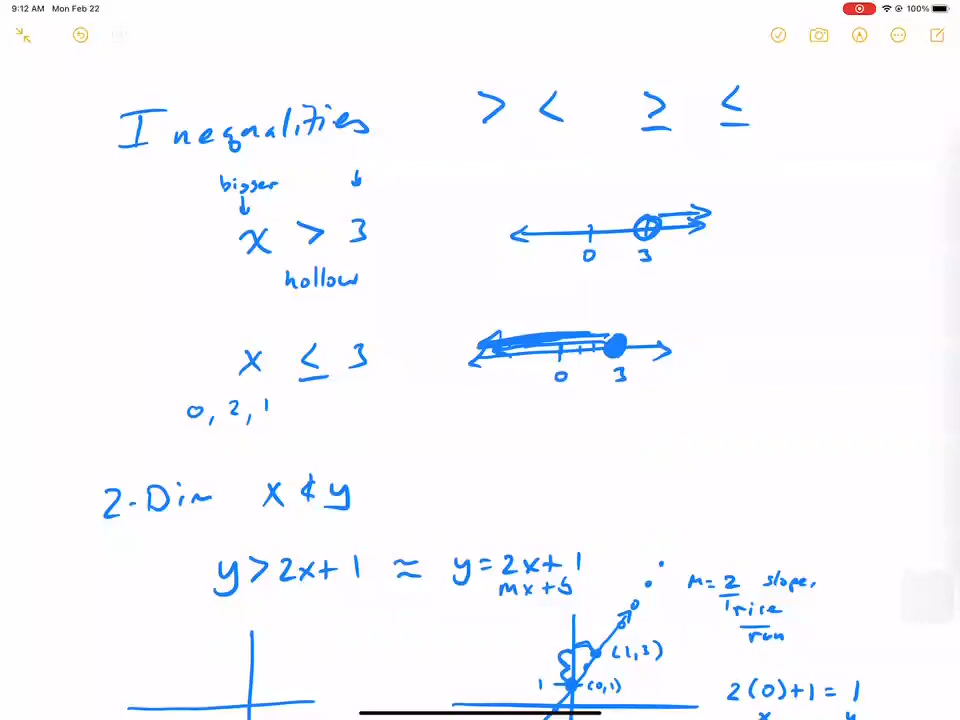 9:12 AM Mon Feb 22
100%
Inequalities > < ≥ ≤
bigger
x > 3
0 3
hollow
x ≤ 3
0 3
0, 2, 1
2-Dim x & y
y > 2x + 1 ≈ y = 2x + 1
mx + b
m = 2/1 slope,
rise
run
(1,3)
1 (0,1)
2(0) + 1 = 1
x y